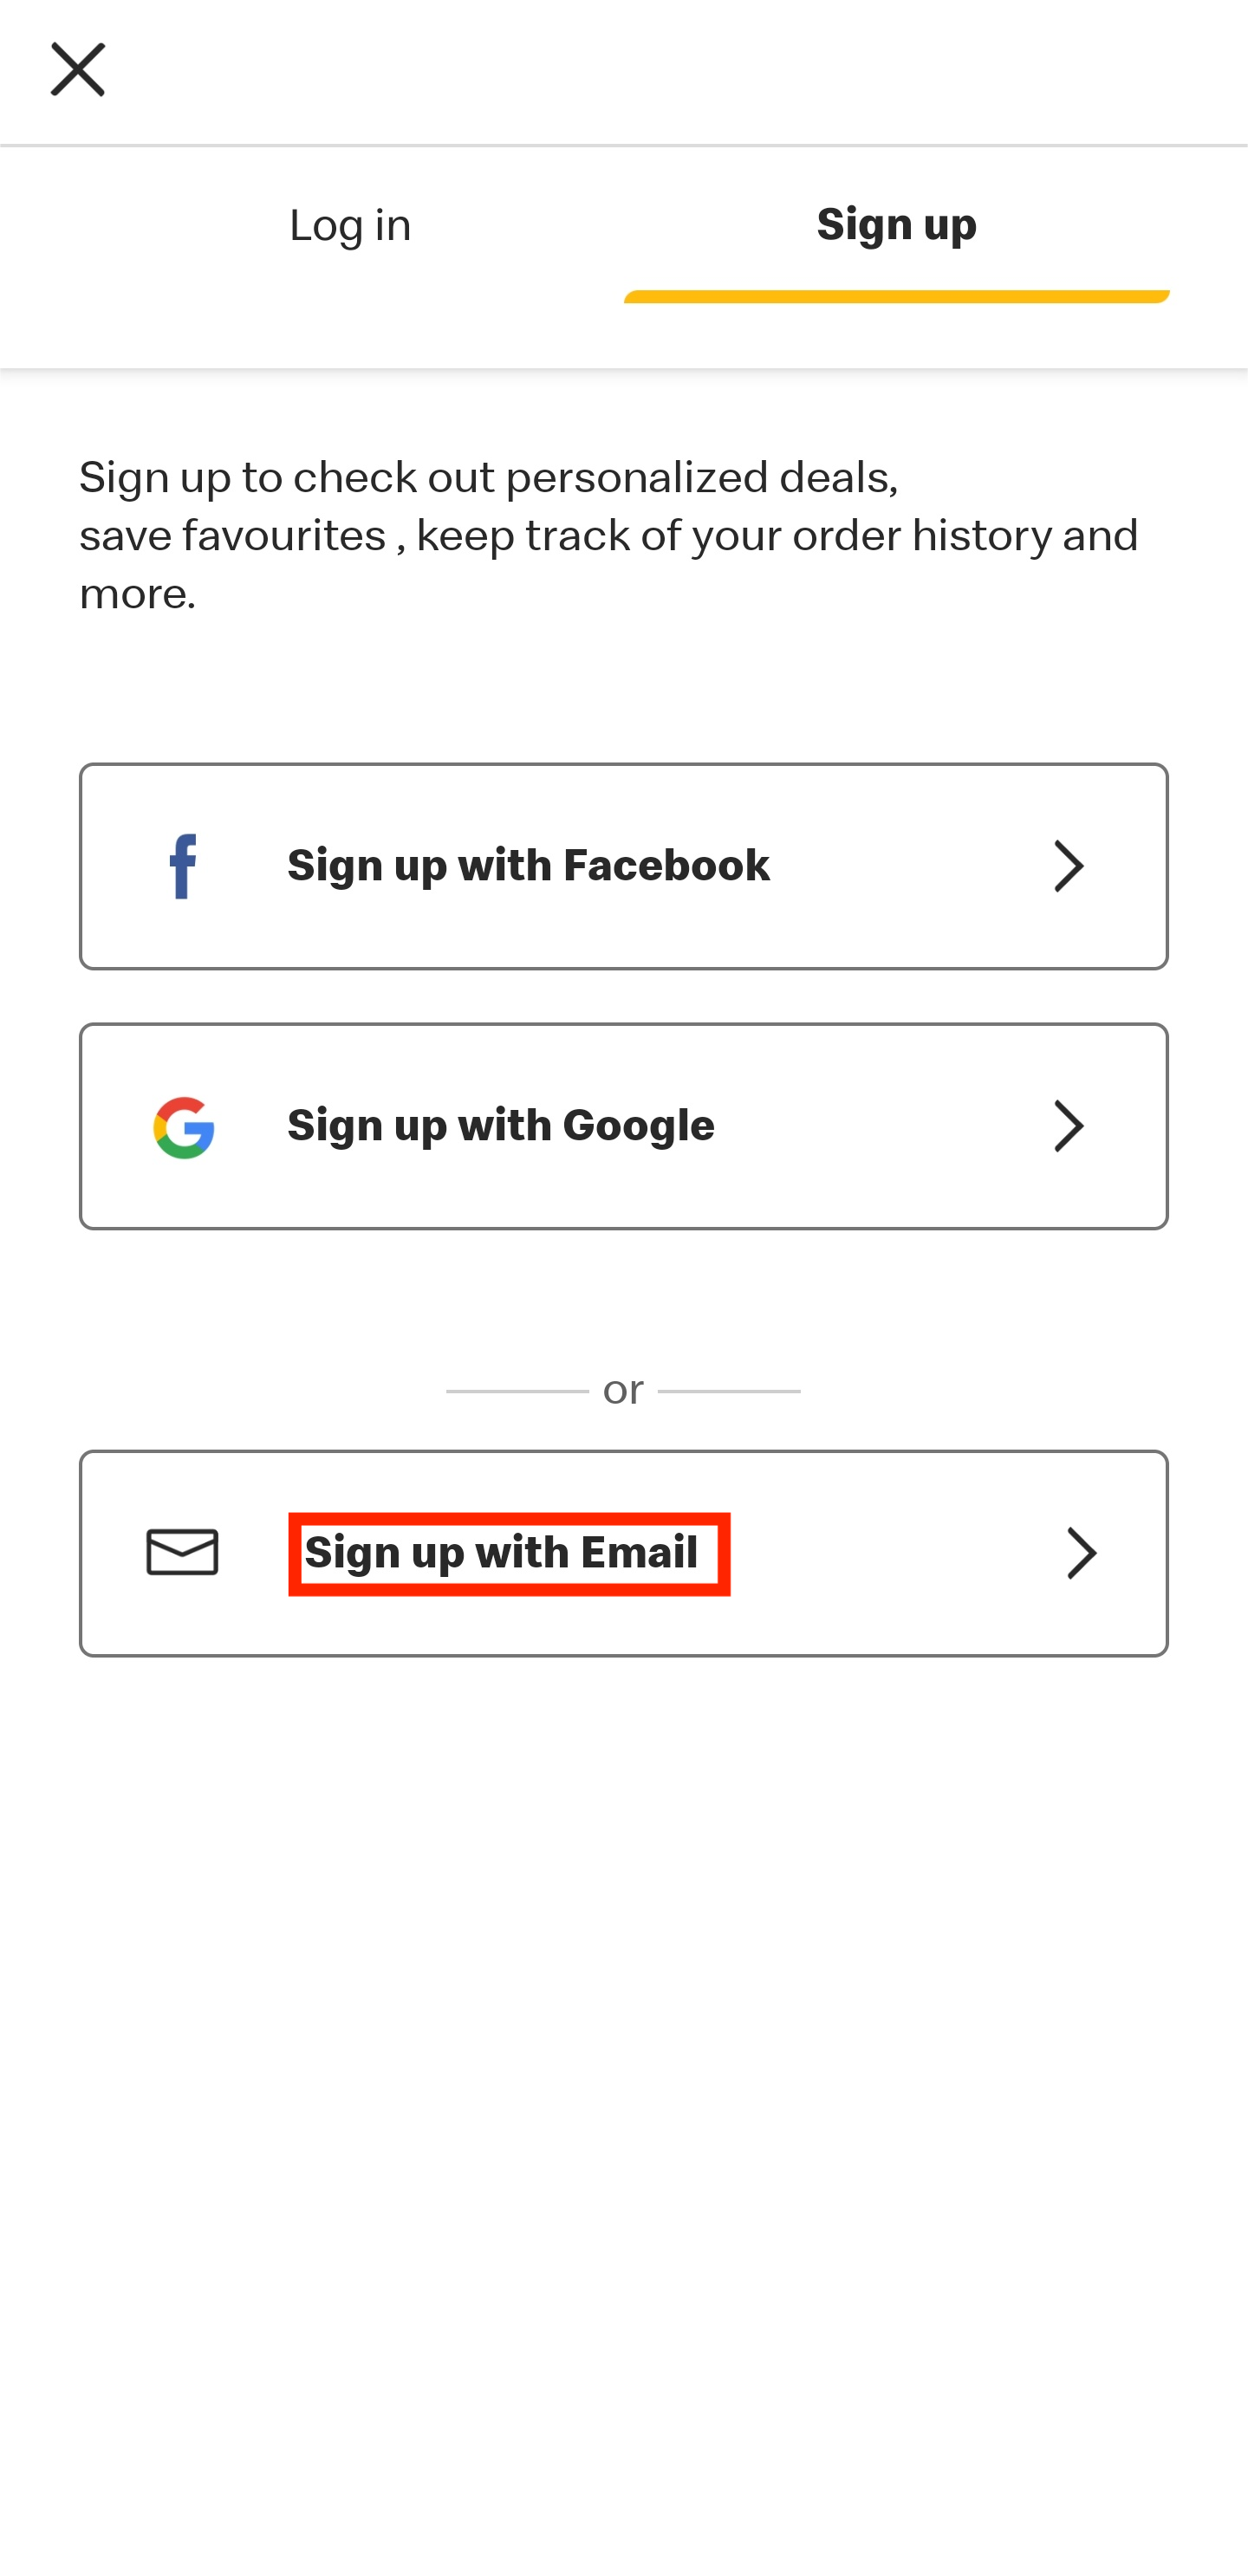 Log in
Sign up
Sign up to check out personalized deals,
save favourites , keep track of your order history and
more.
Sign up with Facebook
Sign up with Google
or
Sign up with Email